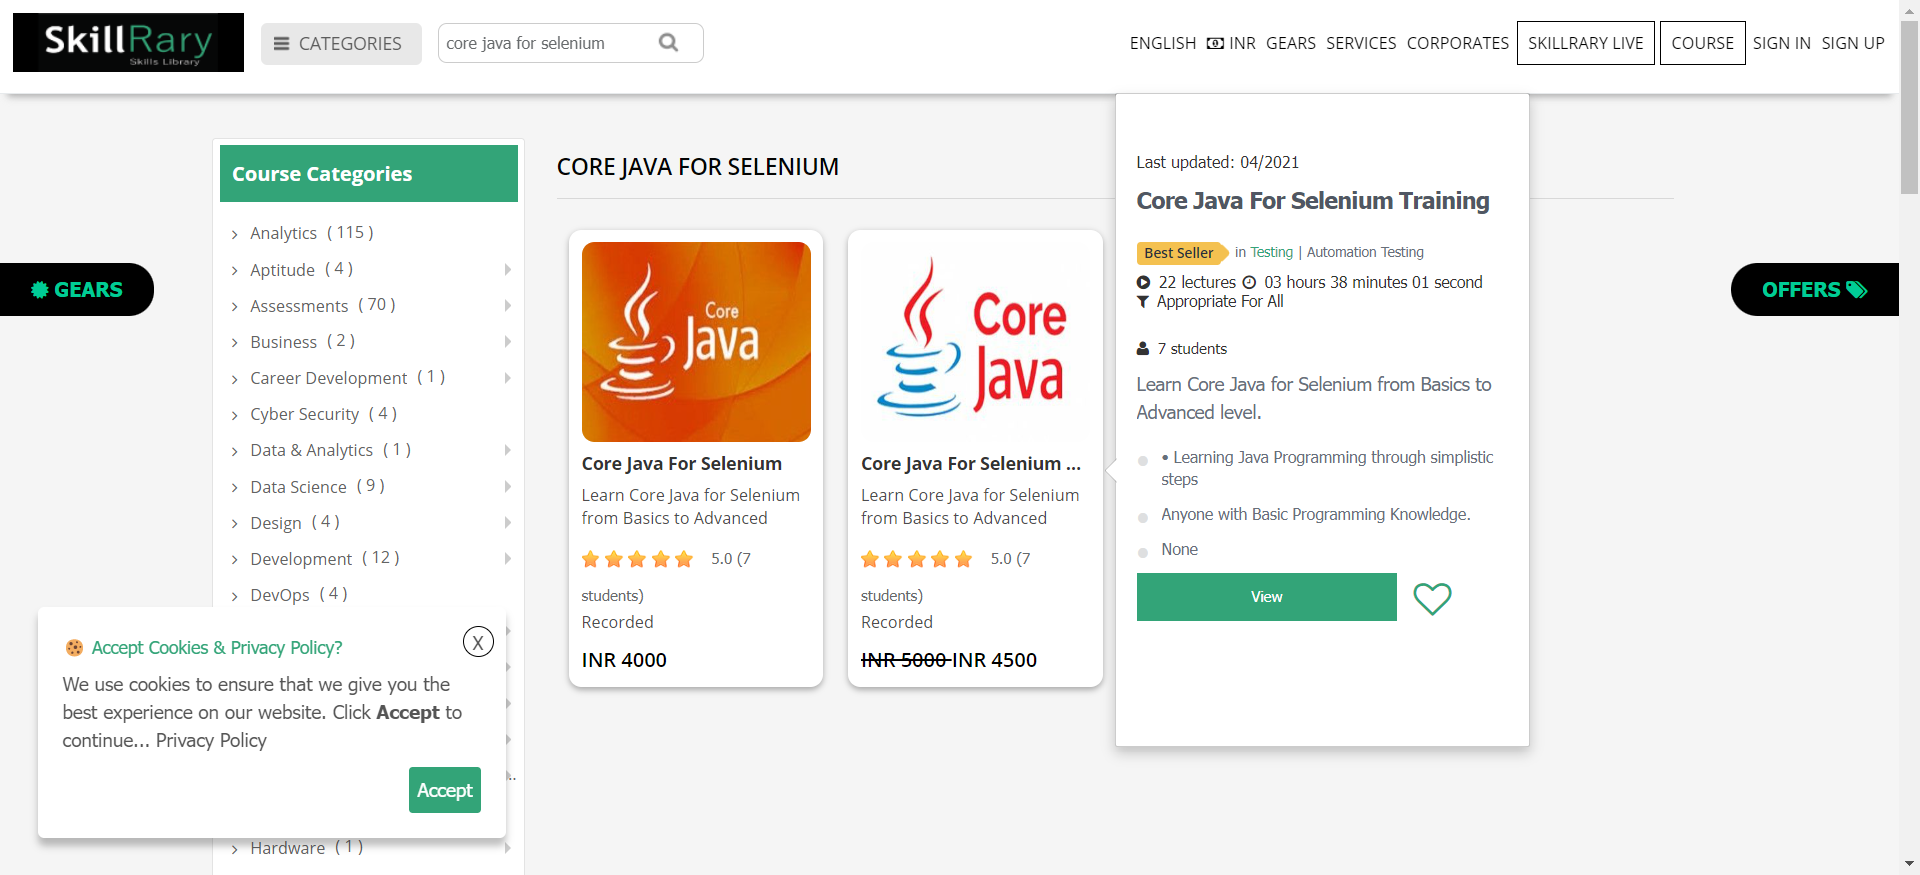 SkillRary
Skills Library
CATEGORIES
core java for selenium
ENGLISH INR GEARS SERVICES CORPORATES SKILLRARY LIVE COURSE SIGN IN SIGN UP
GEARS
OFFERS
Course Categories
Analytics ( 115 )
Aptitude ( 4 )
Assessments ( 70 )
Business ( 2 )
Career Development ( 1 )
Cyber Security ( 4 )
Data & Analytics ( 1 )
Data Science ( 9 )
Design ( 4 )
Development ( 12 )
DevOps ( 4 )
Hardware ( 1 )
CORE JAVA FOR SELENIUM
Core
Java
Core Java For Selenium
Learn Core Java for Selenium
from Basics to Advanced
5.0 (7
students)
Recorded
INR 4000
Core
Java
Core Java For Selenium ...
Learn Core Java for Selenium
from Basics to Advanced
5.0 (7
students)
Recorded
INR 5000 INR 4500
Last updated: 04/2021
Core Java For Selenium Training
Best Seller in Testing | Automation Testing
22 lectures 03 hours 38 minutes 01 second
Appropriate For All
7 students
Learn Core Java for Selenium from Basics to
Advanced level.
• Learning Java Programming through simplistic
steps
Anyone with Basic Programming Knowledge.
None
View
Accept Cookies & Privacy Policy?
X
We use cookies to ensure that we give you the
best experience on our website. Click Accept to
continue... Privacy Policy
Accept